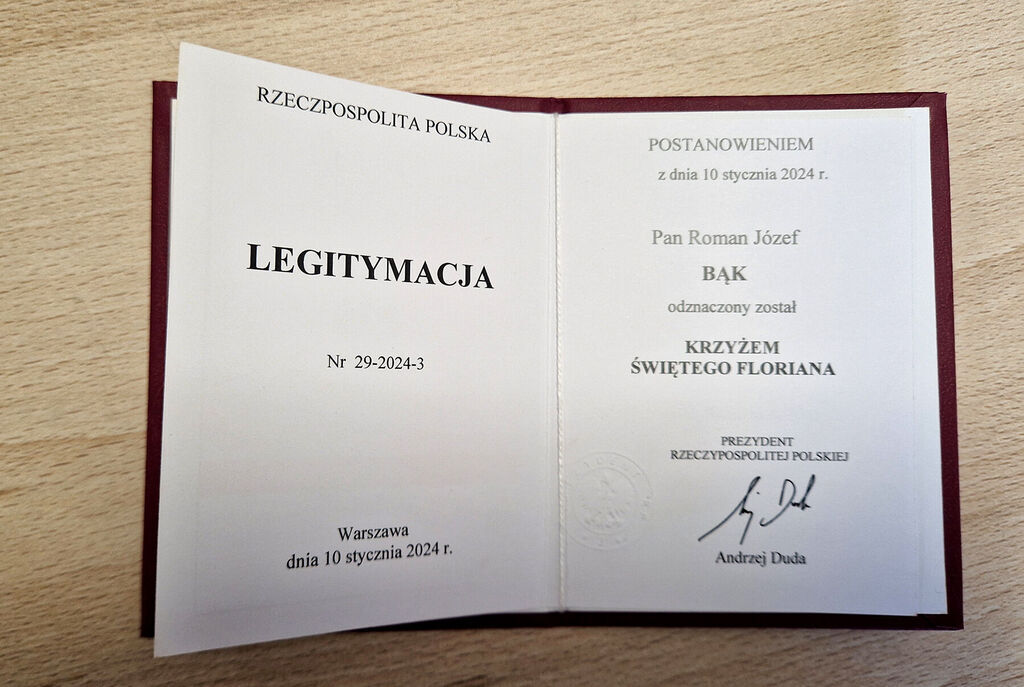 RZECZPOSPOLITA POLSKA
LEGITYMACJA
Nr 29-2024-3
Warszawa
dnia 10 stycznia 2024 r.
POSTANOWIENIEM
z dnia 10 stycznia 2024 r.
Pan Roman Józef
BĄK
odznaczony został
KRZYŻEM
ŚWIĘTEGO FLORIANA
PREZYDENT
RZECZYPOSPOLITEJ POLSKIEJ
Andrzej Duda